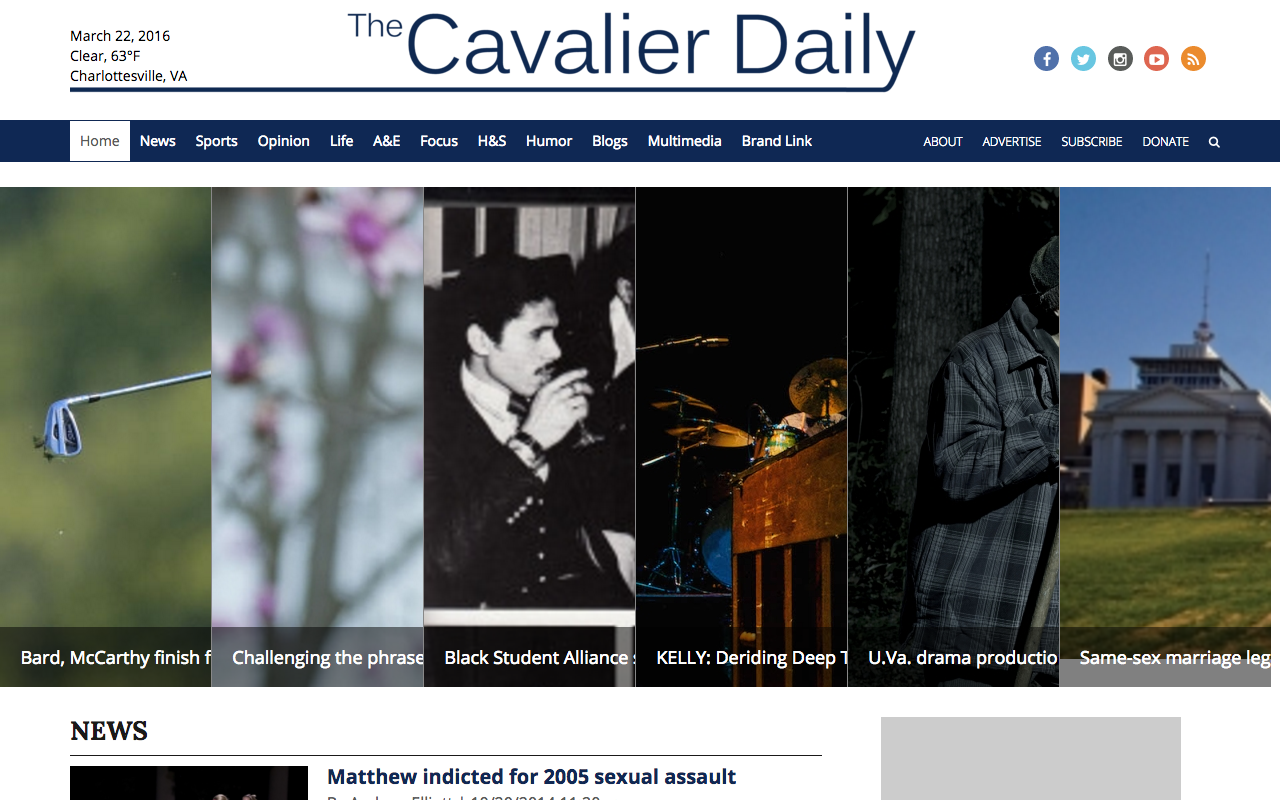 March 22, 2016
Clear, 63°F
Charlottesville, VA
The Cavalier Daily
Home News Sports Opinion Life A&E Focus H&S Humor Blogs Multimedia Brand Link ABOUT ADVERTISE SUBSCRIBE DONATE
Bard, McCarthy finish f
Challenging the phrase
Black Student Alliance
KELLY: Deriding Deep T
U.Va. drama productio
Same-sex marriage leg
NEWS
Matthew indicted for 2005 sexual assault